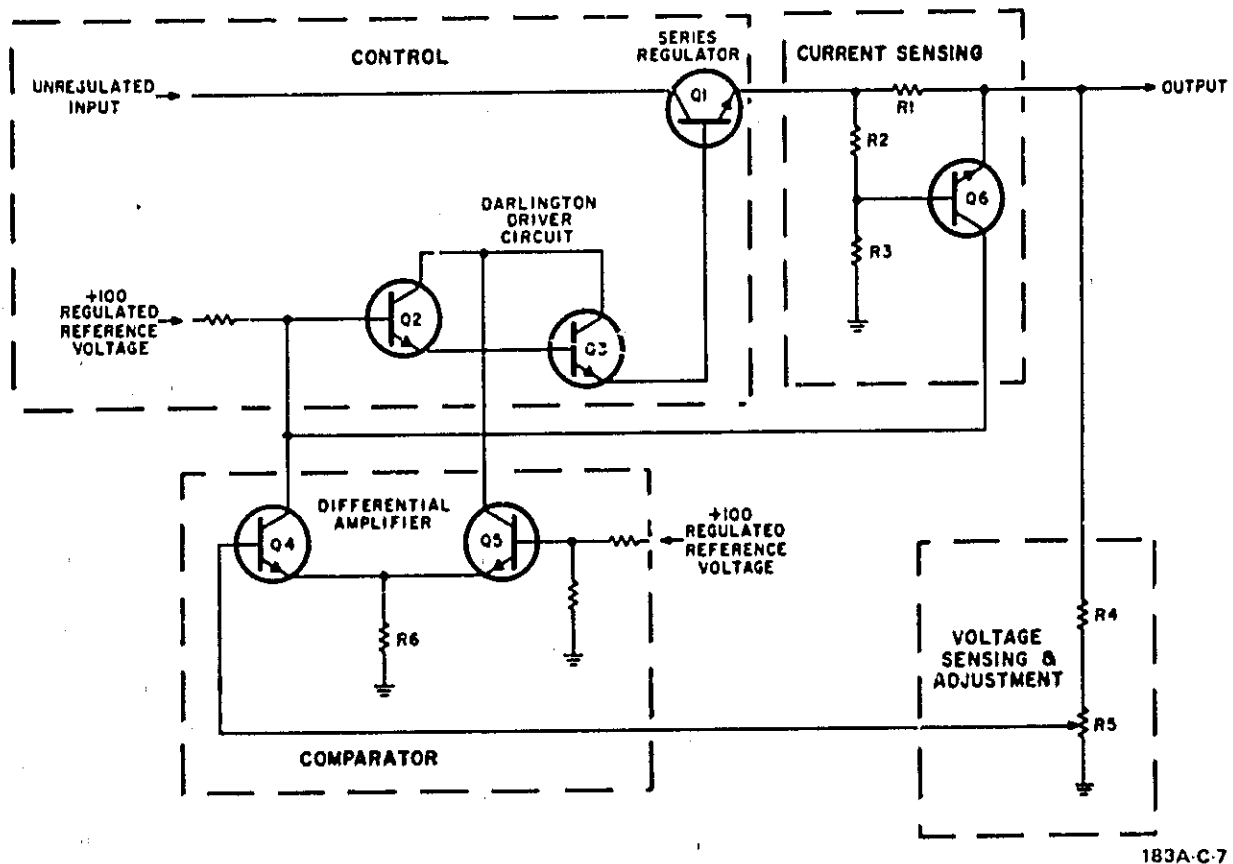 CONTROL
SERIES
REGULATOR
Q1
CURRENT SENSING
UNREJULATED
INPUT
OUTPUT
R1
R2
Q6
R3
DARLINGTON
DRIVER
CIRCUIT
+100
REGULATED
REFERENCE
VOLTAGE
Q2
Q3
DIFFERENTIAL
AMPLIFIER
Q4
Q5
+100
REGULATED
REFERENCE
VOLTAGE
R6
COMPARATOR
VOLTAGE
SENSING &
ADJUSTMENT
R4
R5
183A-C-7